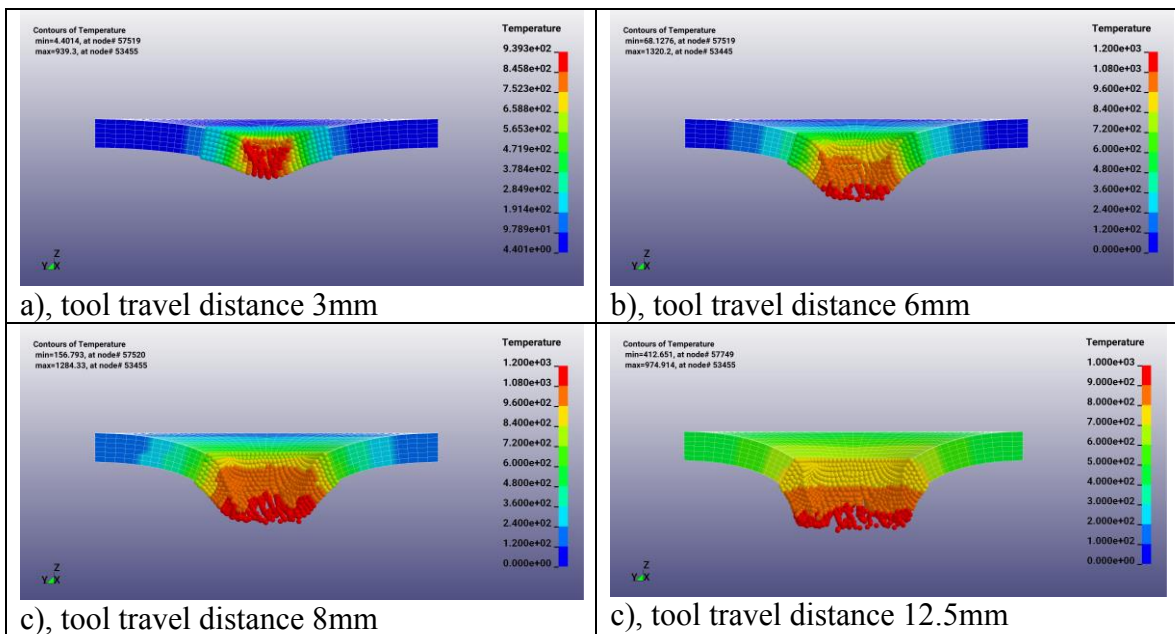 Contours of Temperature
min=4.4014, at node# 57519
max=939.3, at node# 53455
Temperature
9.393e+02
8.458e+02
7.523e+02
6.588e+02
5.653e+02
4.719e+02
3.784e+02
2.849e+02
1.914e+02
9.789e+01
4.401e+00
Z
Y X
a), tool travel distance 3mm
Contours of Temperature
min=68.1276, at node# 57519
max=1320.2, at node# 53445
Temperature
1.200e+03
1.080e+03
9.600e+02
8.400e+02
7.200e+02
6.000e+02
4.800e+02
3.600e+02
2.400e+02
1.200e+02
0.000e+00
Z
Y X
b), tool travel distance 6mm
Contours of Temperature
min=156.793, at node# 57520
max=1284.33, at node# 53455
Temperature
1.200e+03
1.080e+03
9.600e+02
8.400e+02
7.200e+02
6.000e+02
4.800e+02
3.600e+02
2.400e+02
1.200e+02
0.000e+00
Z
Y X
c), tool travel distance 8mm
Contours of Temperature
min=412.651, at node# 57749
max=974.914, at node# 53455
Temperature
1.000e+03
9.000e+02
8.000e+02
7.000e+02
6.000e+02
5.000e+02
4.000e+02
3.000e+02
2.000e+02
1.000e+02
0.000e+00
Z
Y X
c), tool travel distance 12.5mm